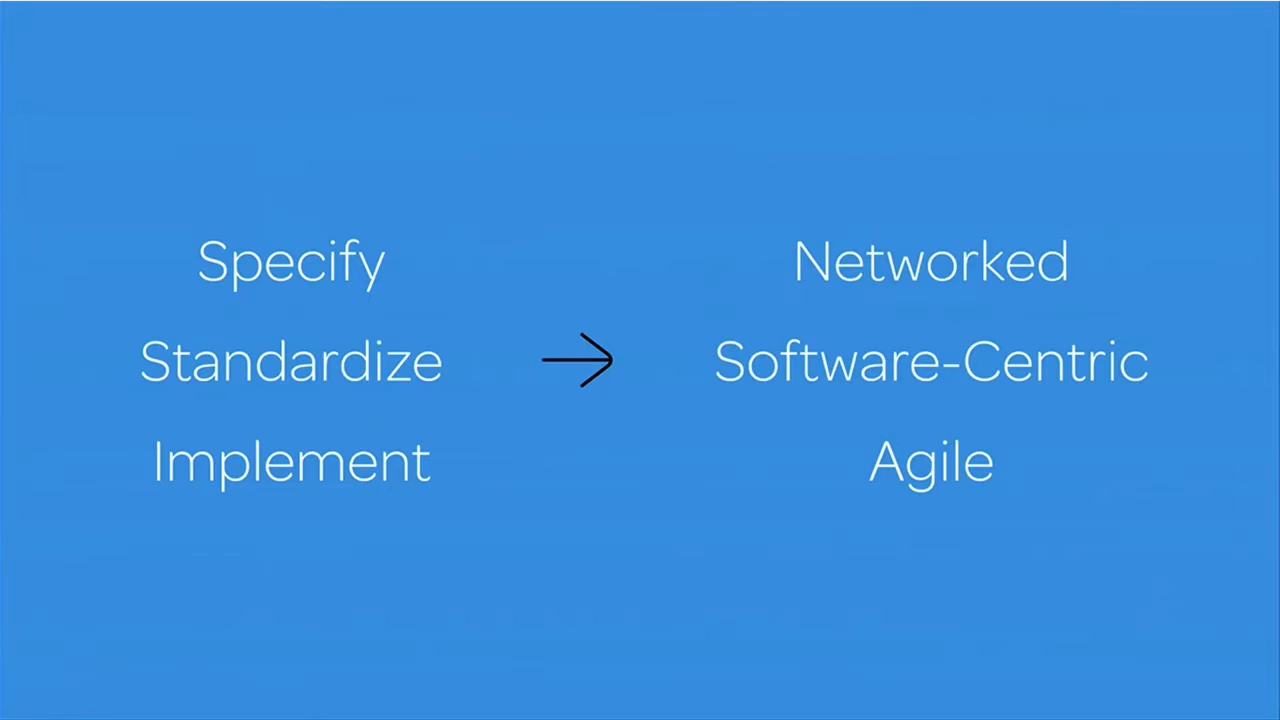 Specify
Standardize
Implement
Networked
Software-Centric
Agile